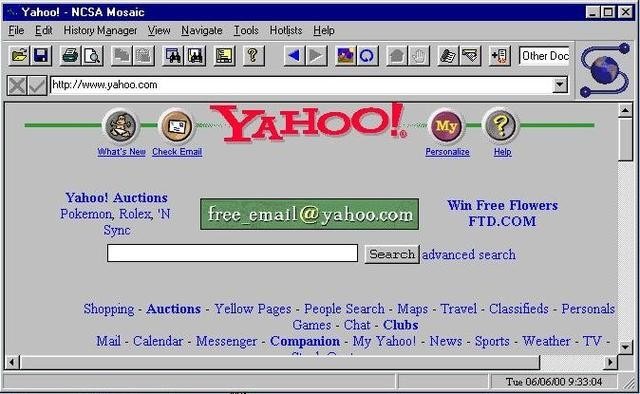 Yahoo! - NCSA Mosaic
File Edit History Manager View Navigate Tools Hotlists Help
Other Doc
http://www.yahoo.com
YAHOO!
My
?
What's New Check Email Personalize Help
Yahoo! Auctions
Pokemon, Rolex, 'N
Sync
free_email@yahoo.com
Win Free Flowers
FTD.COM
Search advanced search
Shopping - Auctions - Yellow Pages - People Search - Maps - Travel - Classifieds - Personals
Games - Chat - Clubs
Mail - Calendar - Messenger - Companion - My Yahoo! - News - Sports - Weather - TV -
Tue 06/06/00 9:33:04